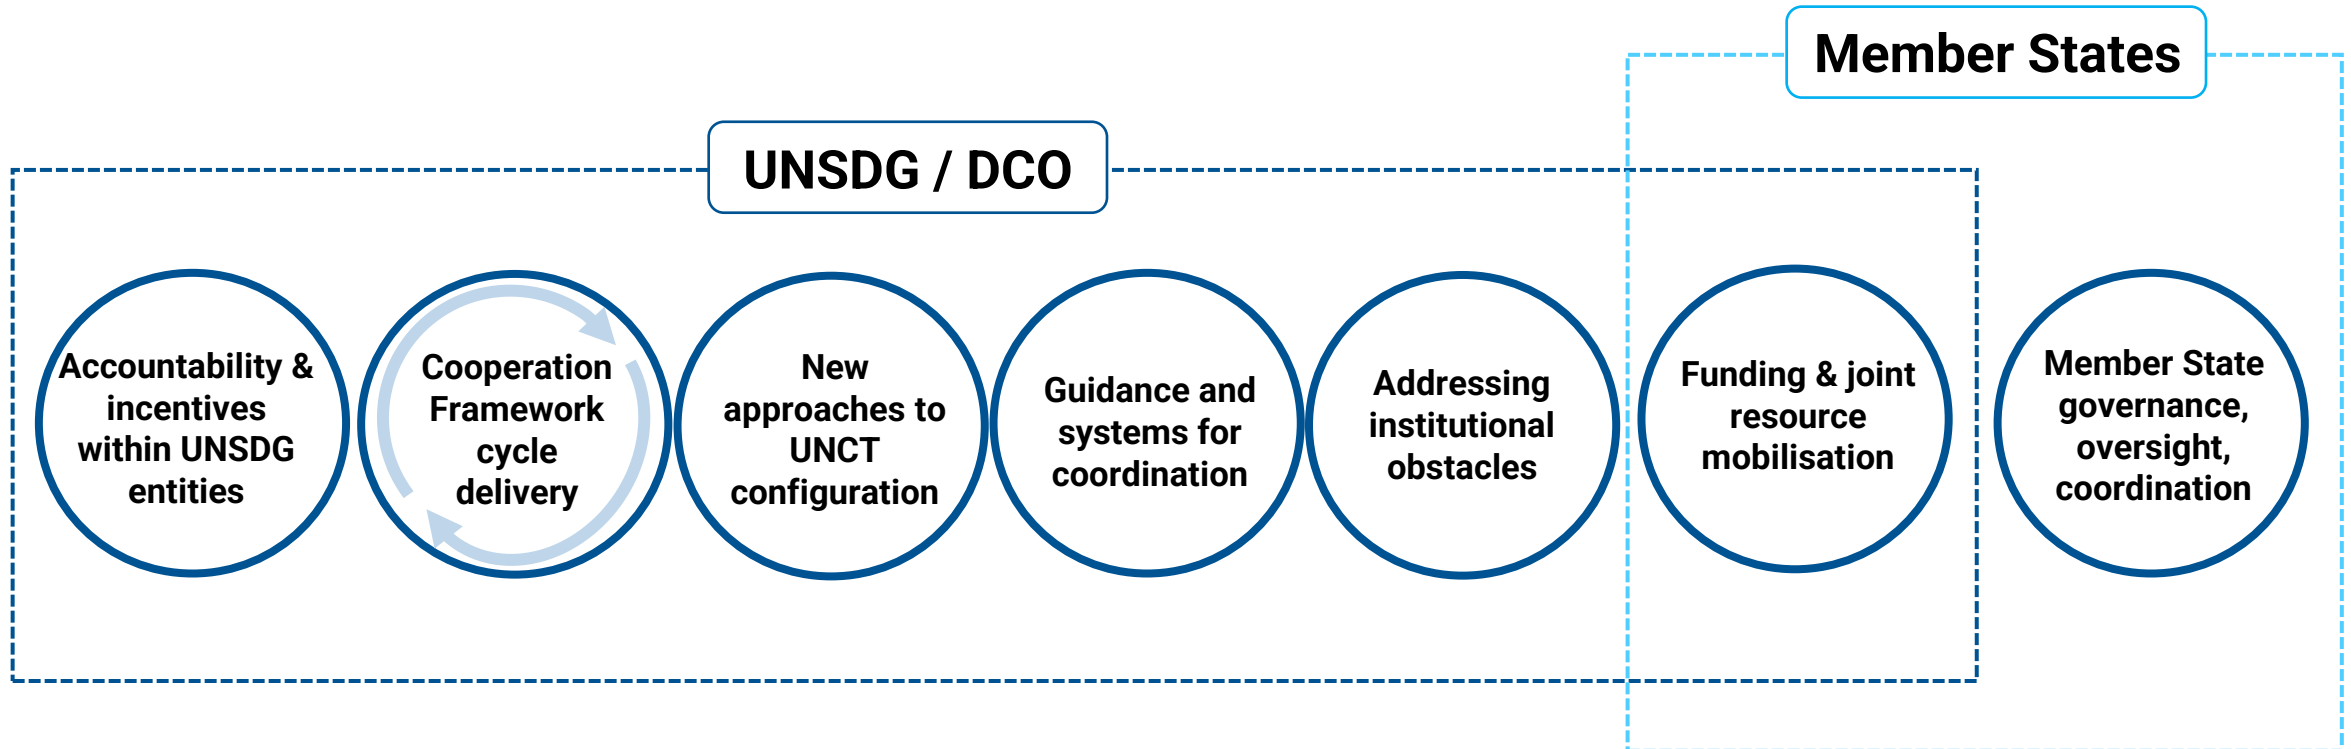 Member States
UNSDG / DCO
Accountability &
incentives
within UNSDG
entities
Cooperation
Framework
cycle
delivery
New
approaches to
UNCT
configuration
Guidance and
systems for
coordination
Addressing
institutional
obstacles
Funding & joint
resource
mobilisation
Member State
governance,
oversight,
coordination